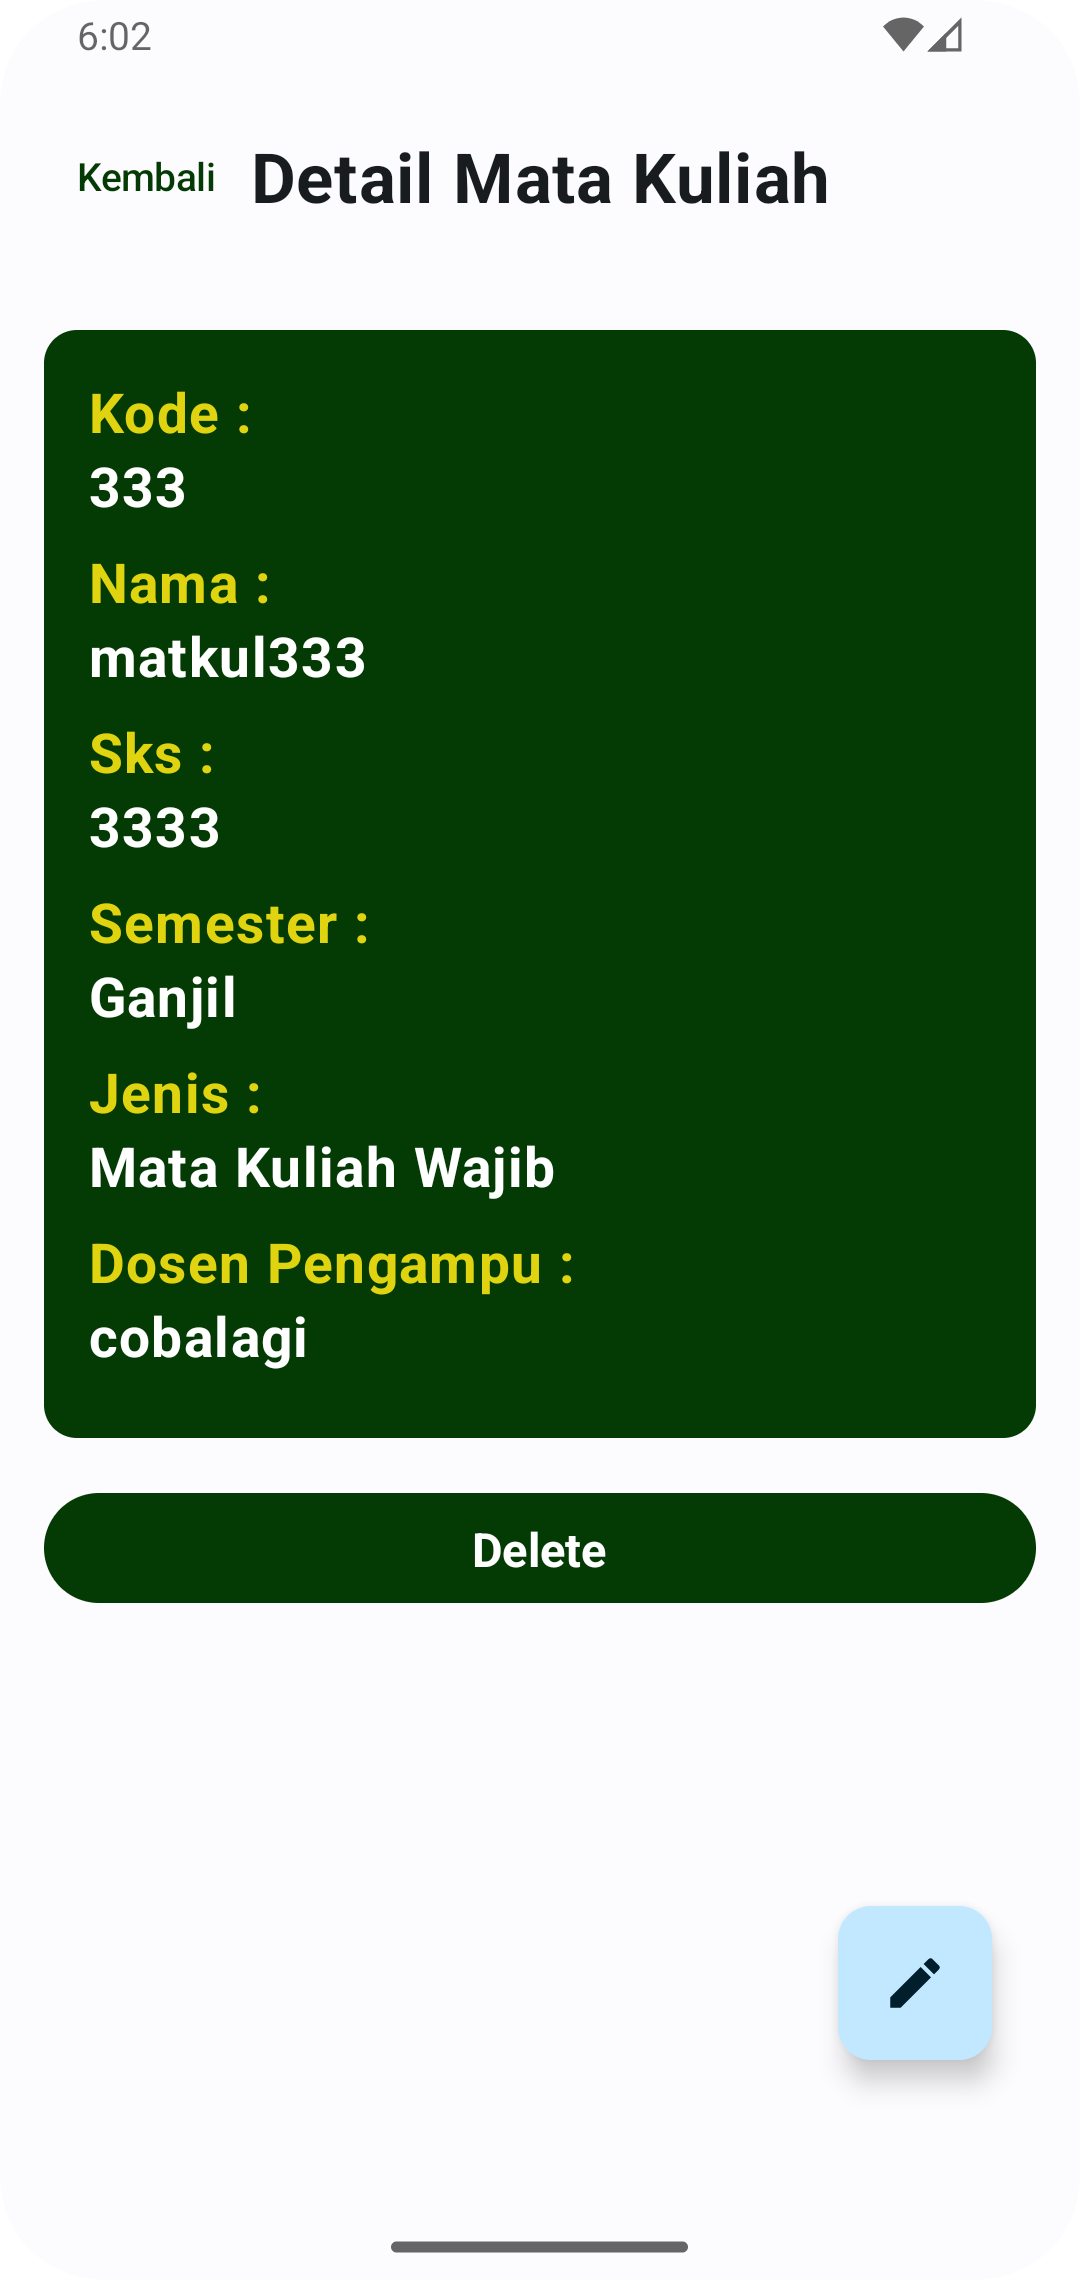 6:02
Kembali Detail Mata Kuliah
Kode :
333
Nama :
matkul333
Sks :
3333
Semester :
Ganjil
Jenis :
Mata Kuliah Wajib
Dosen Pengampu :
cobalagi
Delete